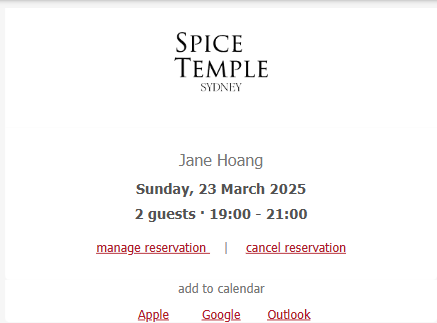 SPICE
TEMPLE
SYDNEY
Jane Hoang
Sunday, 23 March 2025
2 guests · 19:00 - 21:00
manage reservation | cancel reservation
add to calendar
Apple Google Outlook